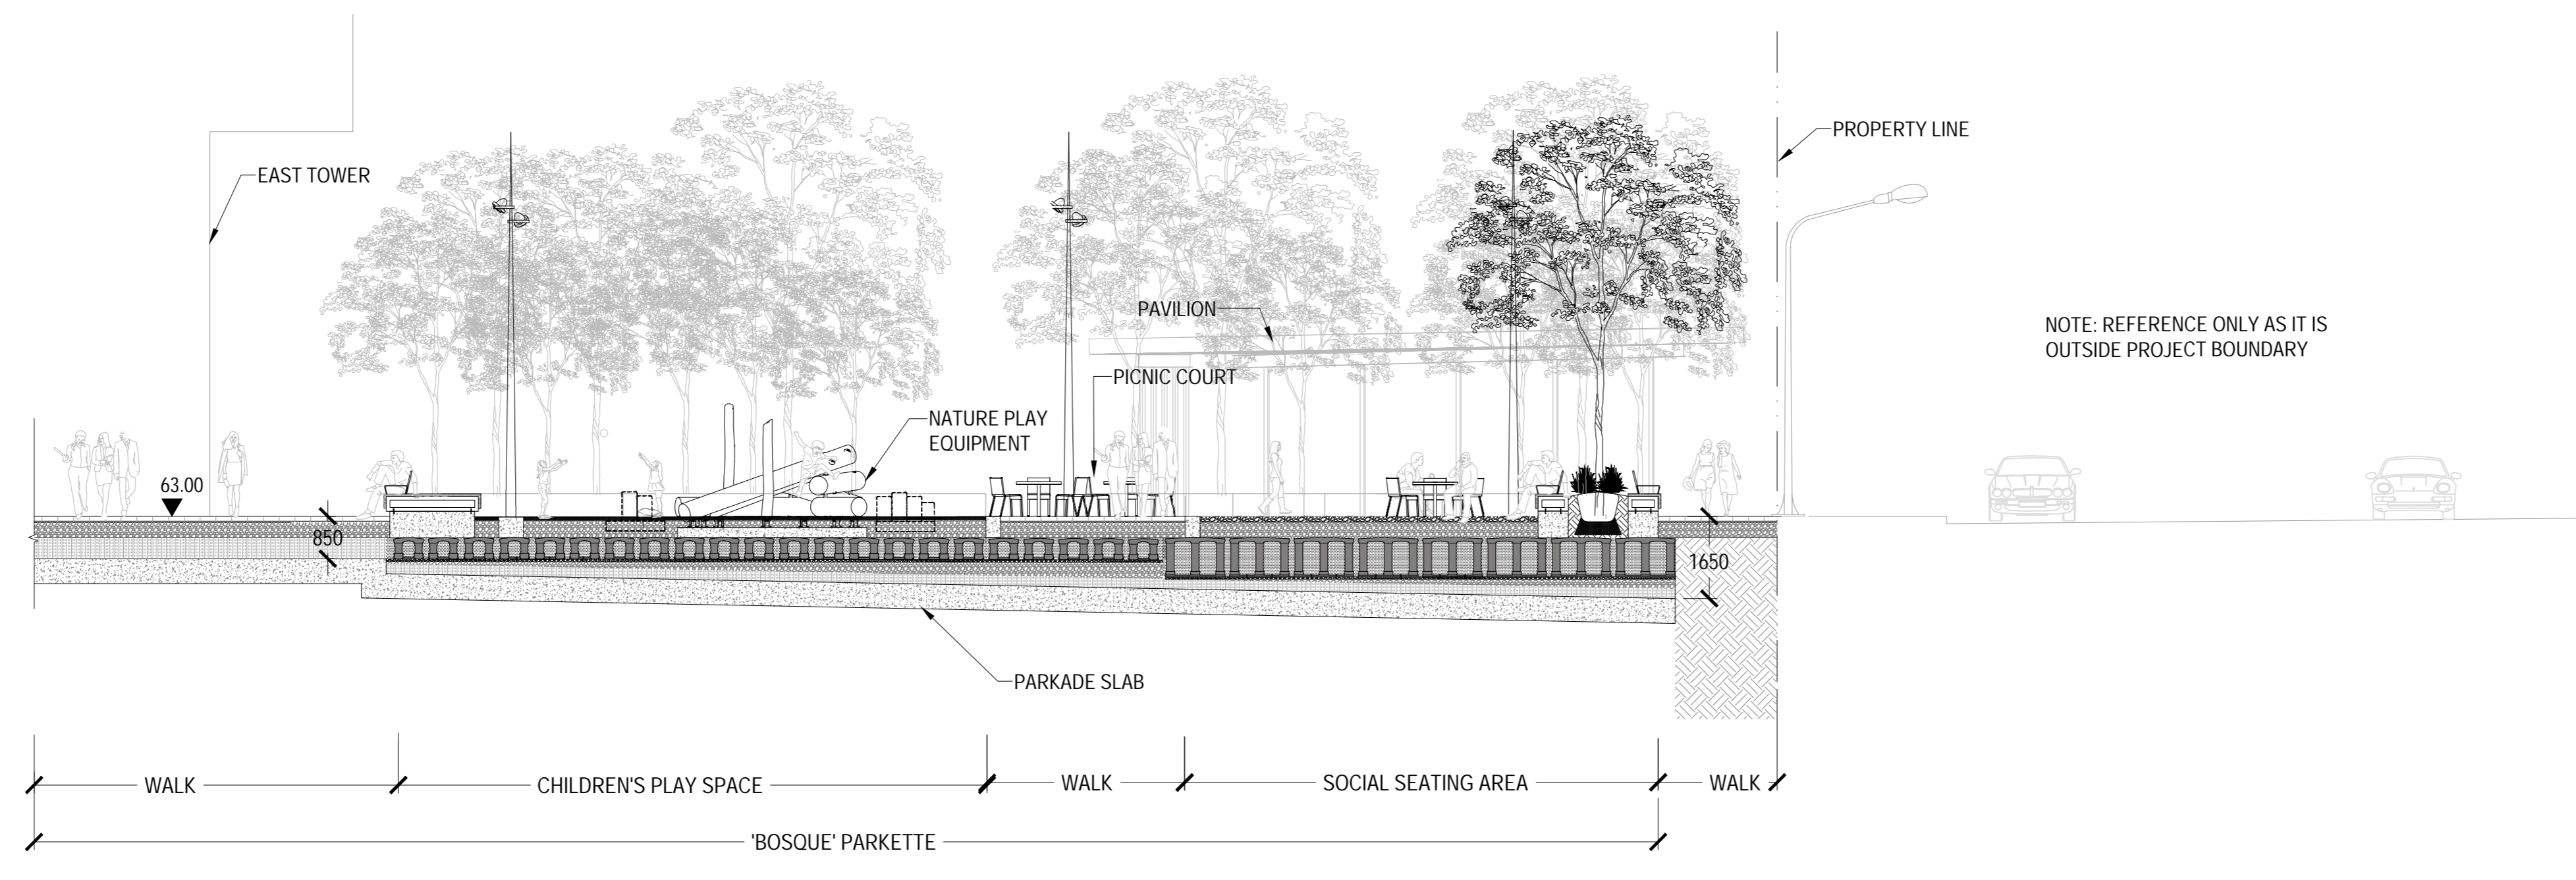 PROPERTY LINE
EAST TOWER
PAVILION
NOTE: REFERENCE ONLY AS IT IS
OUTSIDE PROJECT BOUNDARY
PICNIC COURT
NATURE PLAY
EQUIPMENT
63.00
850
1650
PARKADE SLAB
WALK
CHILDREN'S PLAY SPACE
WALK
SOCIAL SEATING AREA
WALK
'BOSQUE' PARKETTE